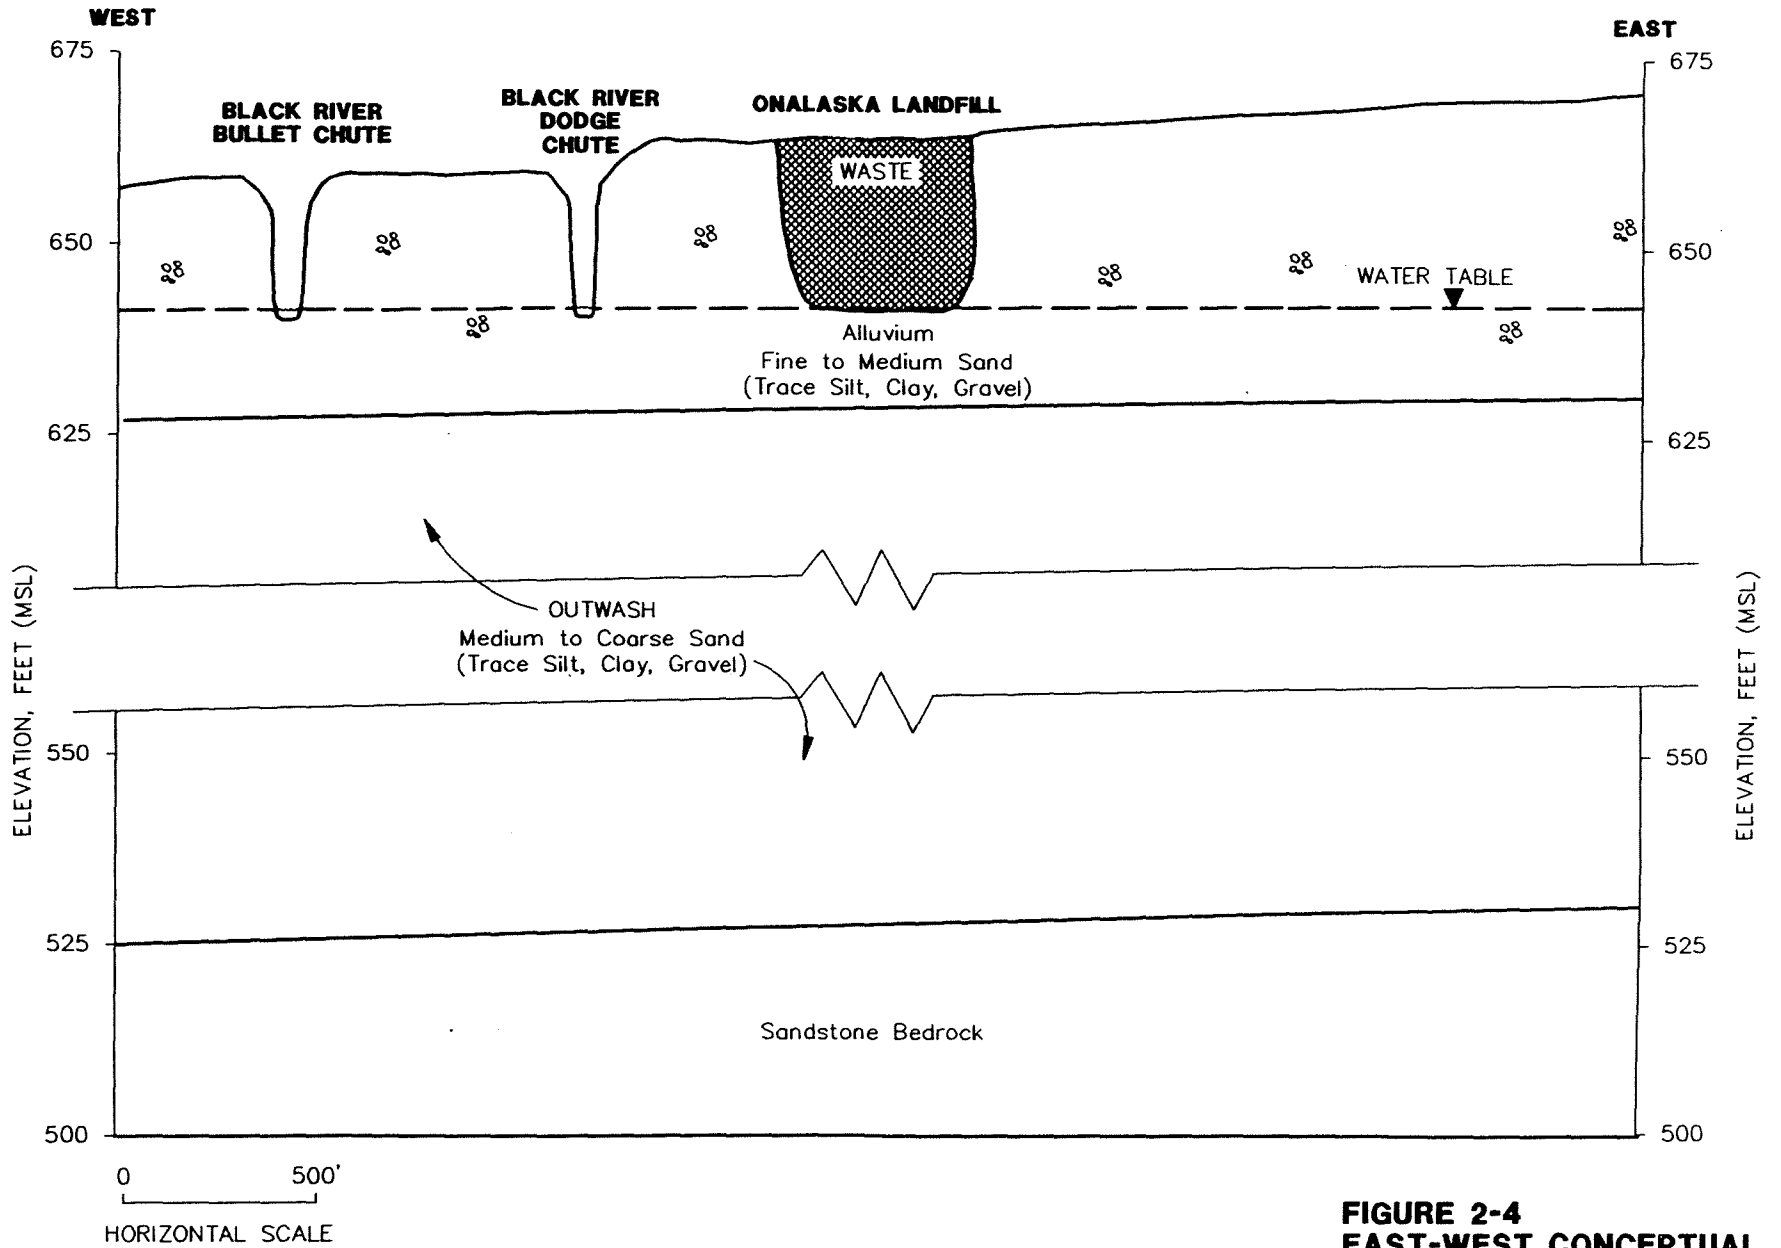 WEST
EAST
675
675
BLACK RIVER
BULLET CHUTE
BLACK RIVER
DODGE
CHUTE
ONALASKA LANDFILL
WASTE
650
650
WATER TABLE
Alluvium
Fine to Medium Sand
(Trace Silt, Clay, Gravel)
625
625
OUTWASH
Medium to Coarse Sand
(Trace Silt, Clay, Gravel)
ELEVATION, FEET (MSL)
ELEVATION, FEET (MSL)
550
550
525
525
Sandstone Bedrock
500
500
0 500'
HORIZONTAL SCALE
FIGURE 2-4
EAST-WEST CONCEPTUAL